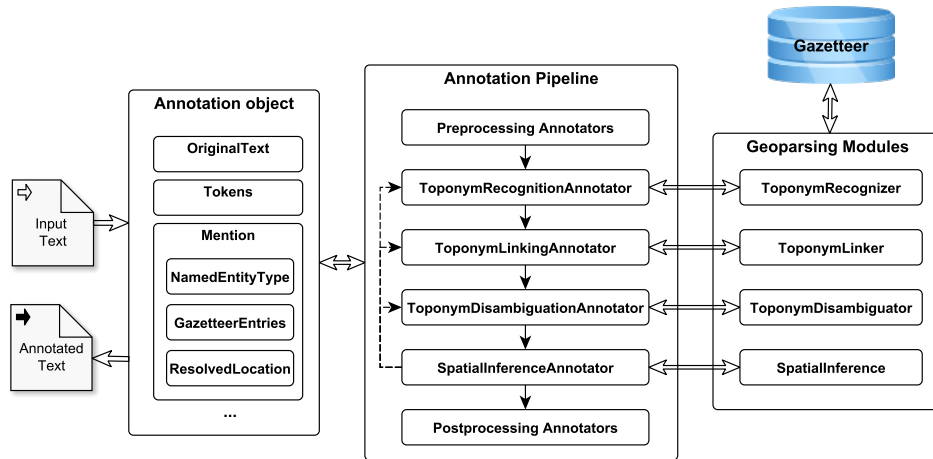 Gazetteer
Annotation object
Annotation Pipeline
Geoparsing Modules
Input
Text
Annotated
Text
OriginalText
Tokens
Mention
NamedEntityType
GazetteerEntries
ResolvedLocation
...
Preprocessing Annotators
ToponymRecognitionAnnotator
ToponymLinkingAnnotator
ToponymDisambiguationAnnotator
SpatialInferenceAnnotator
Postprocessing Annotators
ToponymRecognizer
ToponymLinker
ToponymDisambiguator
SpatialInference